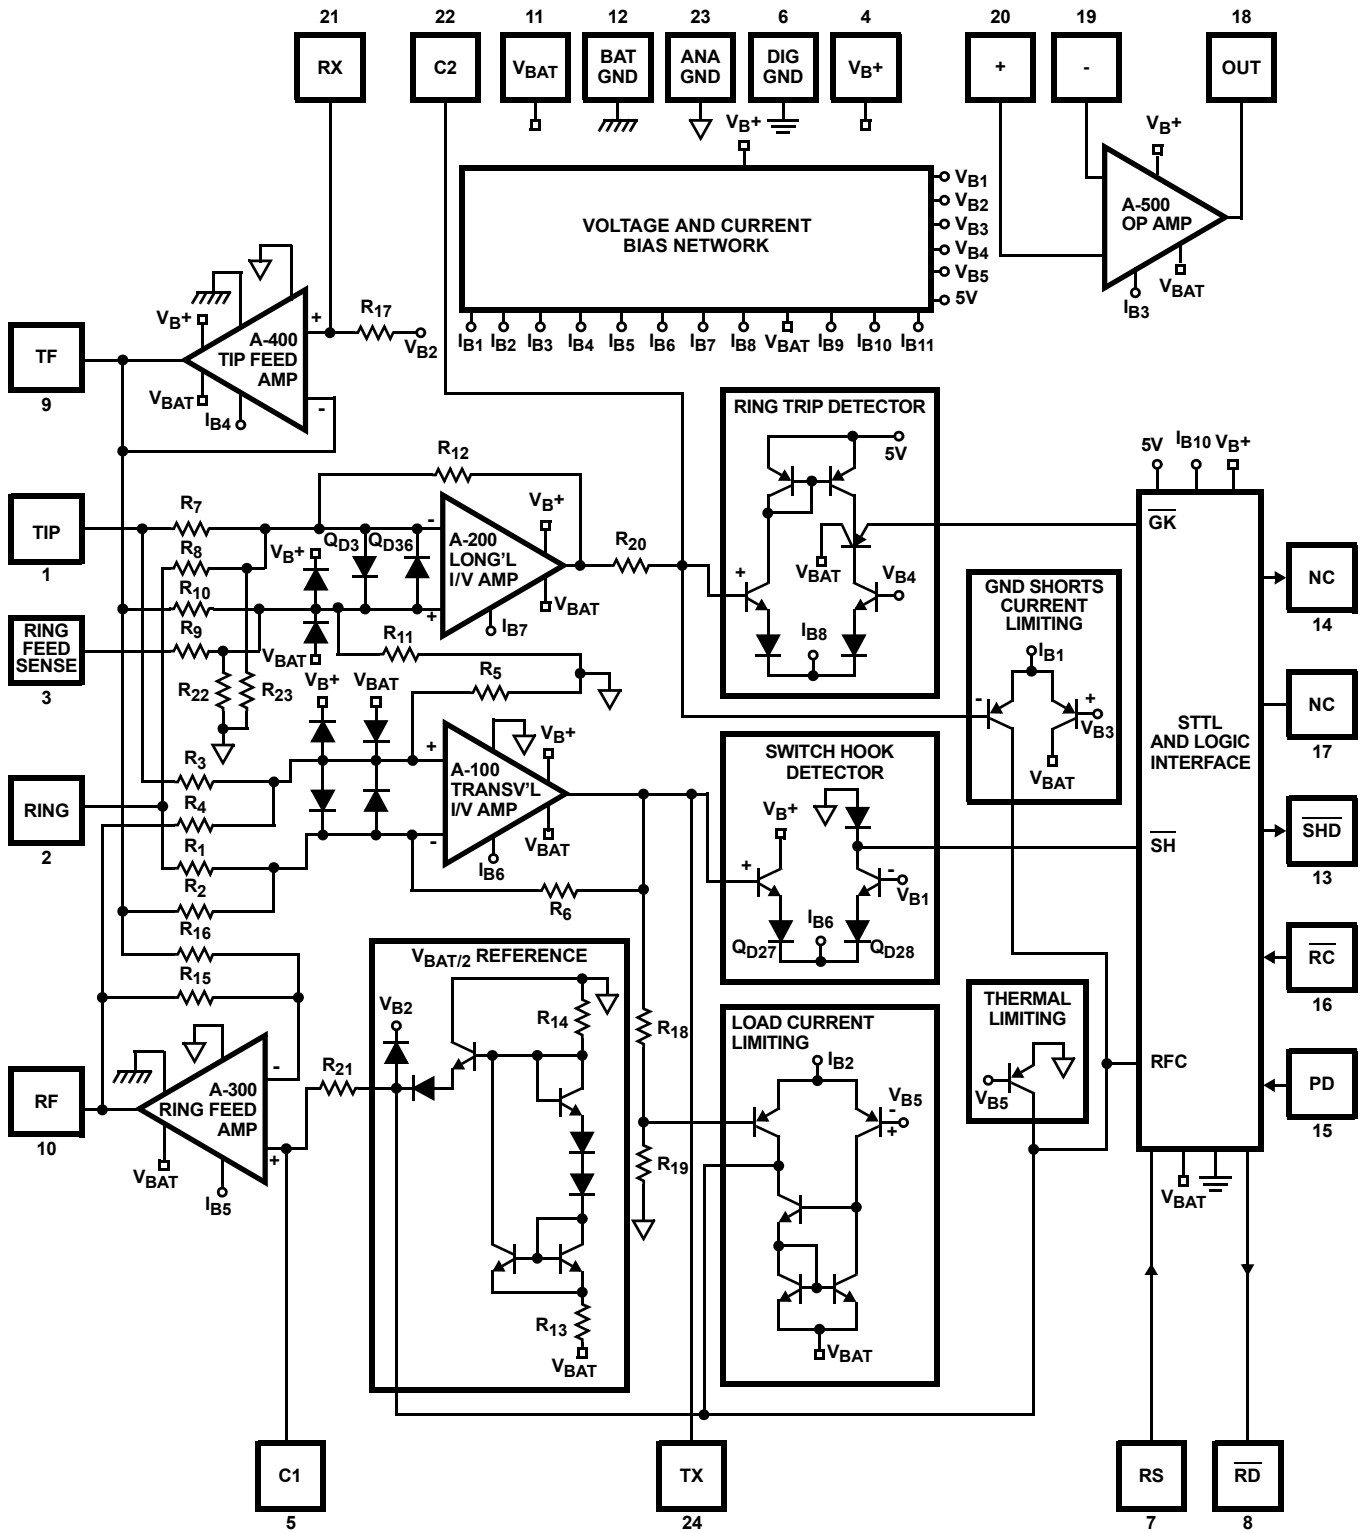 21
22
11
12
23
6
4
20
19
18
RX
C2
VBAT
BAT
GND
ANA
GND
DIG
GND
VB+
+
-
OUT
VB+
VOLTAGE AND CURRENT
BIAS NETWORK
VB1
VB2
VB3
VB4
VB5
5V
IB1
IB2
IB3
IB4
IB5
IB6
IB7
IB8
VBAT
IB9
IB10
IB11
VB+
A-500
OP AMP
VBAT
IB3
VB+
R17
VB2
+
A-400
TIP FEED
AMP
-
VBAT
IB4
TF
9
TIP
1
RING
FEED
SENSE
3
RING
2
RF
10
R12
R7
R8
R10
R9
R22
R23
VB+
QD3
QD36
VBAT
-
A-200
LONG'L
I/V AMP
+
VB+
VBAT
IB7
R20
R11
R5
VB+
VBAT
R3
R4
R1
R2
R16
R15
+
A-100
TRANSV'L
I/V AMP
-
VB+
VBAT
IB6
R6
RING TRIP DETECTOR
5V
VBAT
VB4
+
IB8
GND SHORTS
CURRENT
LIMITING
IB1
-
+
VB3
VBAT
SWITCH HOOK
DETECTOR
VB+
+
-
VB1
IB6
QD27
QD28
5V
IB10
VB+
GK
STTL
AND LOGIC
INTERFACE
SH
RFC
VBAT
NC
14
NC
17
SHD
13
RC
16
PD
15
THERMAL
LIMITING
VB5
VBAT/2 REFERENCE
VB2
R14
R13
VBAT
R21
-
A-300
RING FEED
AMP
+
VBAT
IB5
R18
R19
LOAD CURRENT
LIMITING
IB2
VB5
-
+
VBAT
C1
5
TX
24
RS
7
RD
8